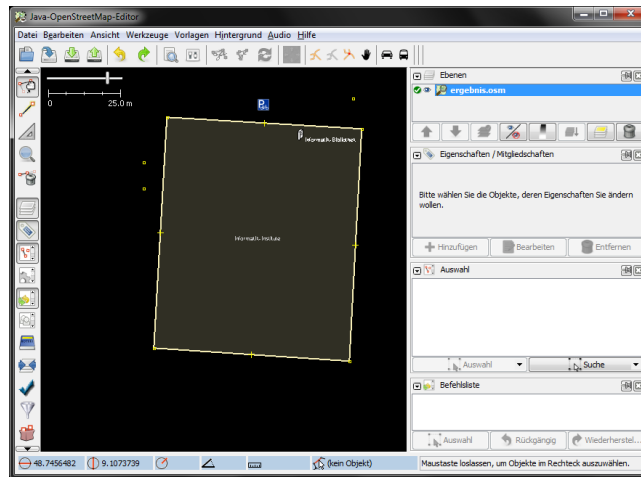 Java-OpenStreetMap-Editor
Datei Bearbeiten Ansicht Werkzeuge Vorlagen Hintergrund Audio Hilfe
0 25.0 m
Informatik-Bibliothek
Informatik-Institute
Ebenen
ergebnis.osm
Eigenschaften / Mitgliedschaften
Bitte wählen Sie die Objekte, deren Eigenschaften Sie ändern
wollen.
Hinzufügen Bearbeiten Entfernen
Auswahl
Auswahl Suche
Befehlsliste
Auswahl Rückgängig Wiederherstel...
48.7456482 9.1073739 (kein Objekt) Maustaste loslassen, um Objekte im Rechteck auszuwählen.